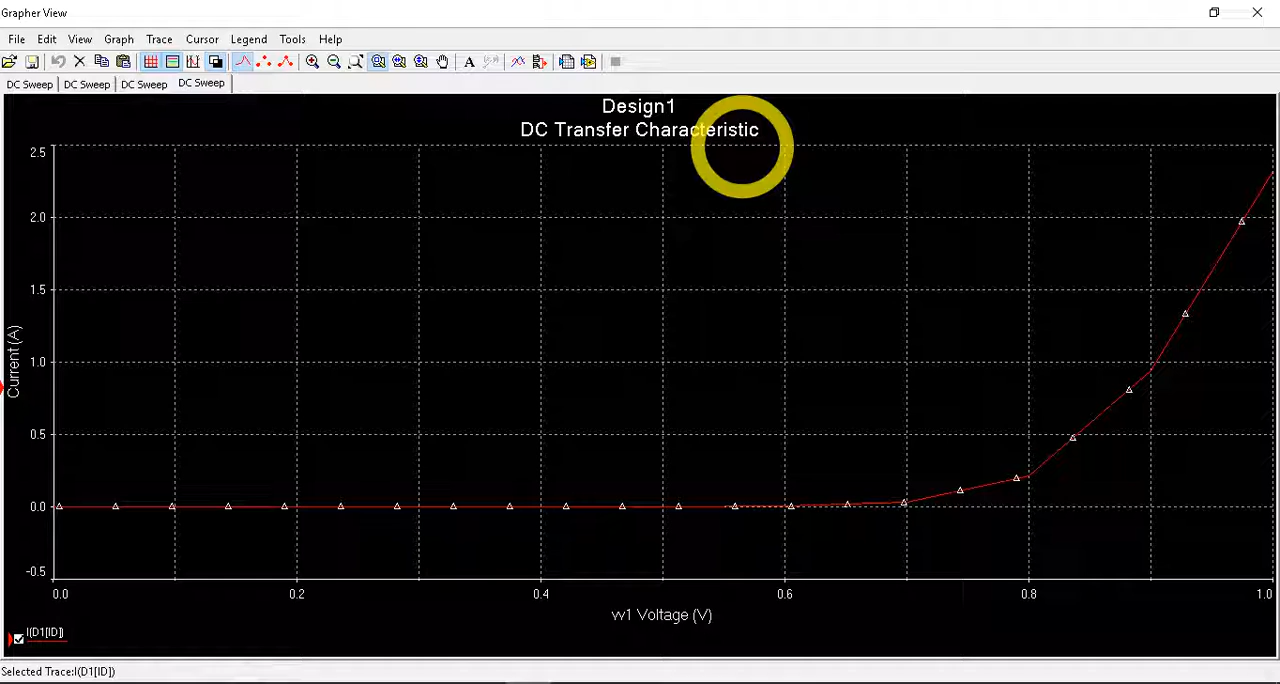 Grapher View
File Edit View Graph Trace Cursor Legend Tools Help
A
DC Sweep DC Sweep DC Sweep DC Sweep
Design1
DC Transfer Characteristic
2.5
2.0
1.5
1.0
0.5
0.0
-0.5
Current (A)
0.0 0.2 0.4 0.6 0.8 1.0
vv1 Voltage (V)
I(D1[ID])
Selected Trace:I(D1[ID])